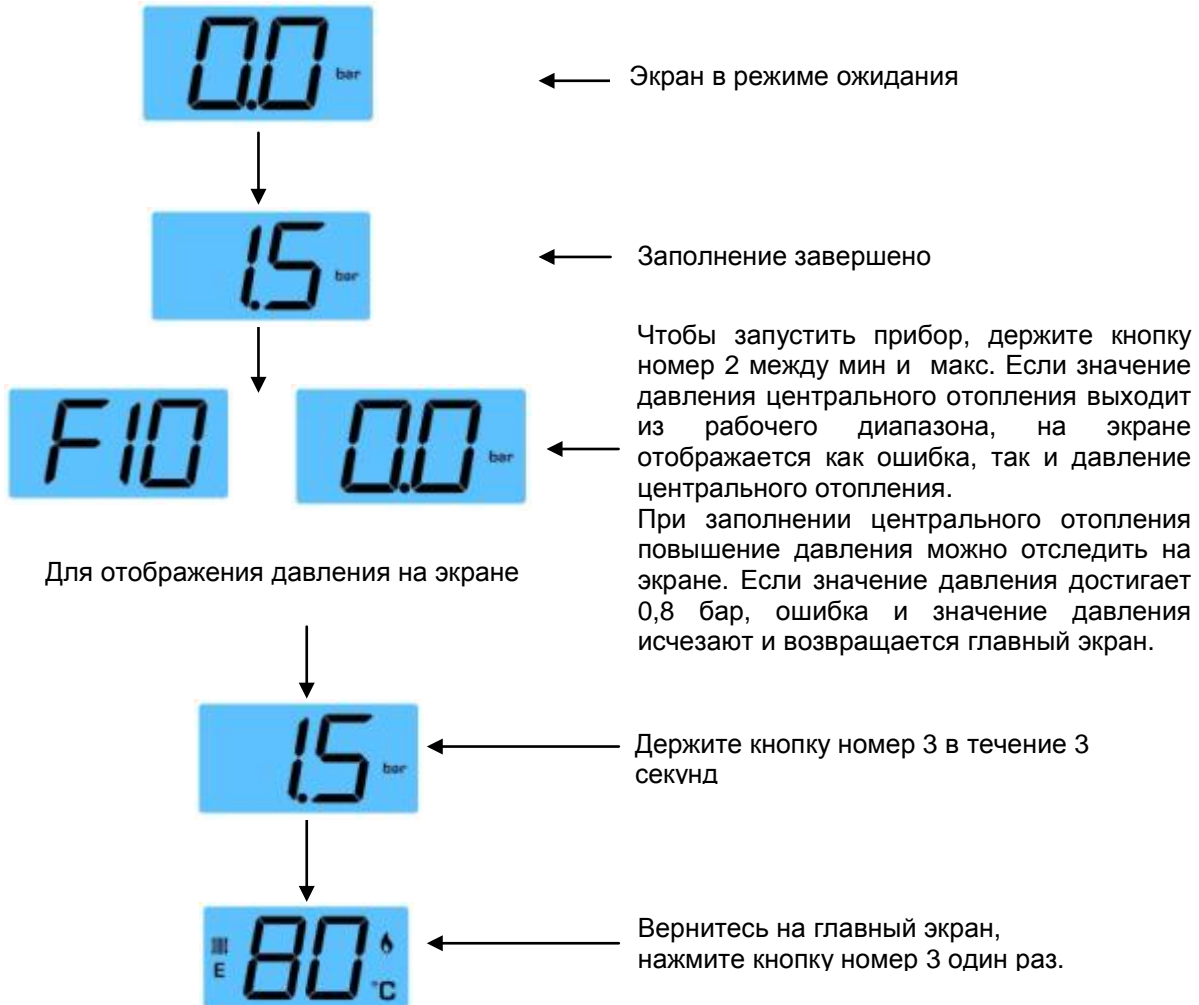 0.0 bar
Экран в режиме ожидания
1.5 bar
Заполнение завершено
F10
0.0 bar
Чтобы запустить прибор, держите кнопку
номер 2 между мин и макс. Если значение
давления центрального отопления выходит
из рабочего диапазона, на экране
отображается как ошибка, так и давление
центрального отопления.
При заполнении центрального отопления
повышение давления можно отследить на
экране. Если значение давления достигает
0,8 бар, ошибка и значение давления
исчезают и возвращается главный экран.
Для отображения давления на экране
1.5 bar
Держите кнопку номер 3 в течение 3
секунд
E 80 °C
Вернитесь на главный экран,
нажмите кнопку номер 3 один раз.